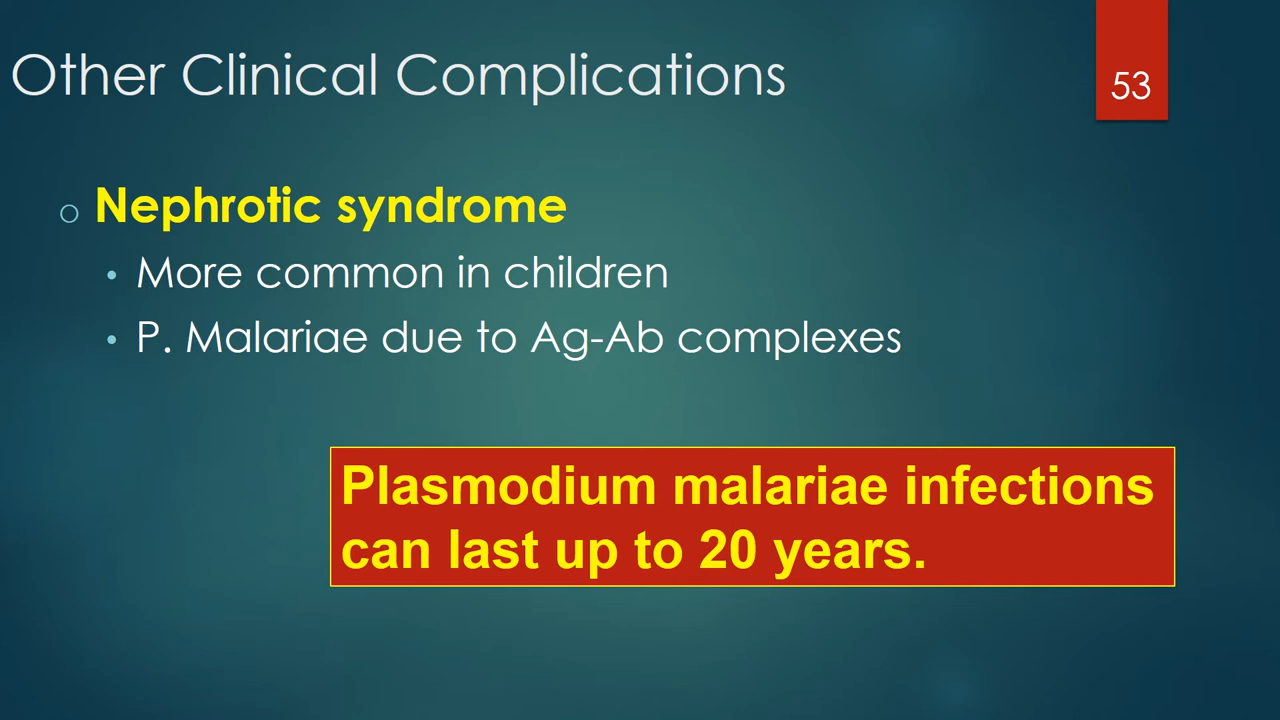 Other Clinical Complications
53
o Nephrotic syndrome
• More common in children
• P. Malariae due to Ag-Ab complexes
Plasmodium malariae infections
can last up to 20 years.